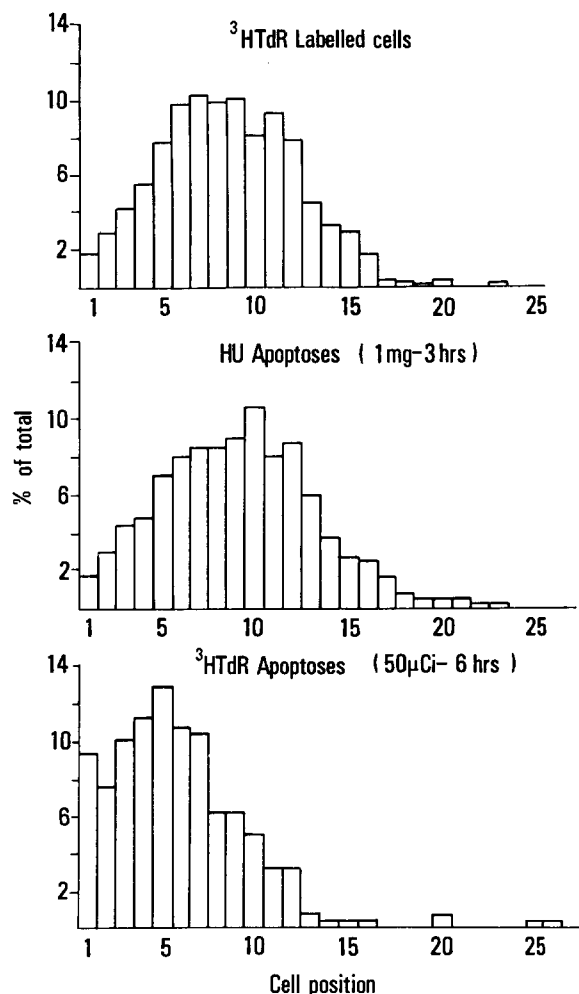 ³HTdR Labelled cells
14
10
6
2
1 5 10 15 20 25
HU Apoptoses ( 1mg-3hrs )
14
10
6
2
1 5 10 15 20 25
% of total
³HTdR Apoptoses (50µCi- 6 hrs )
14
10
6
2
1 5 10 15 20 25
Cell position